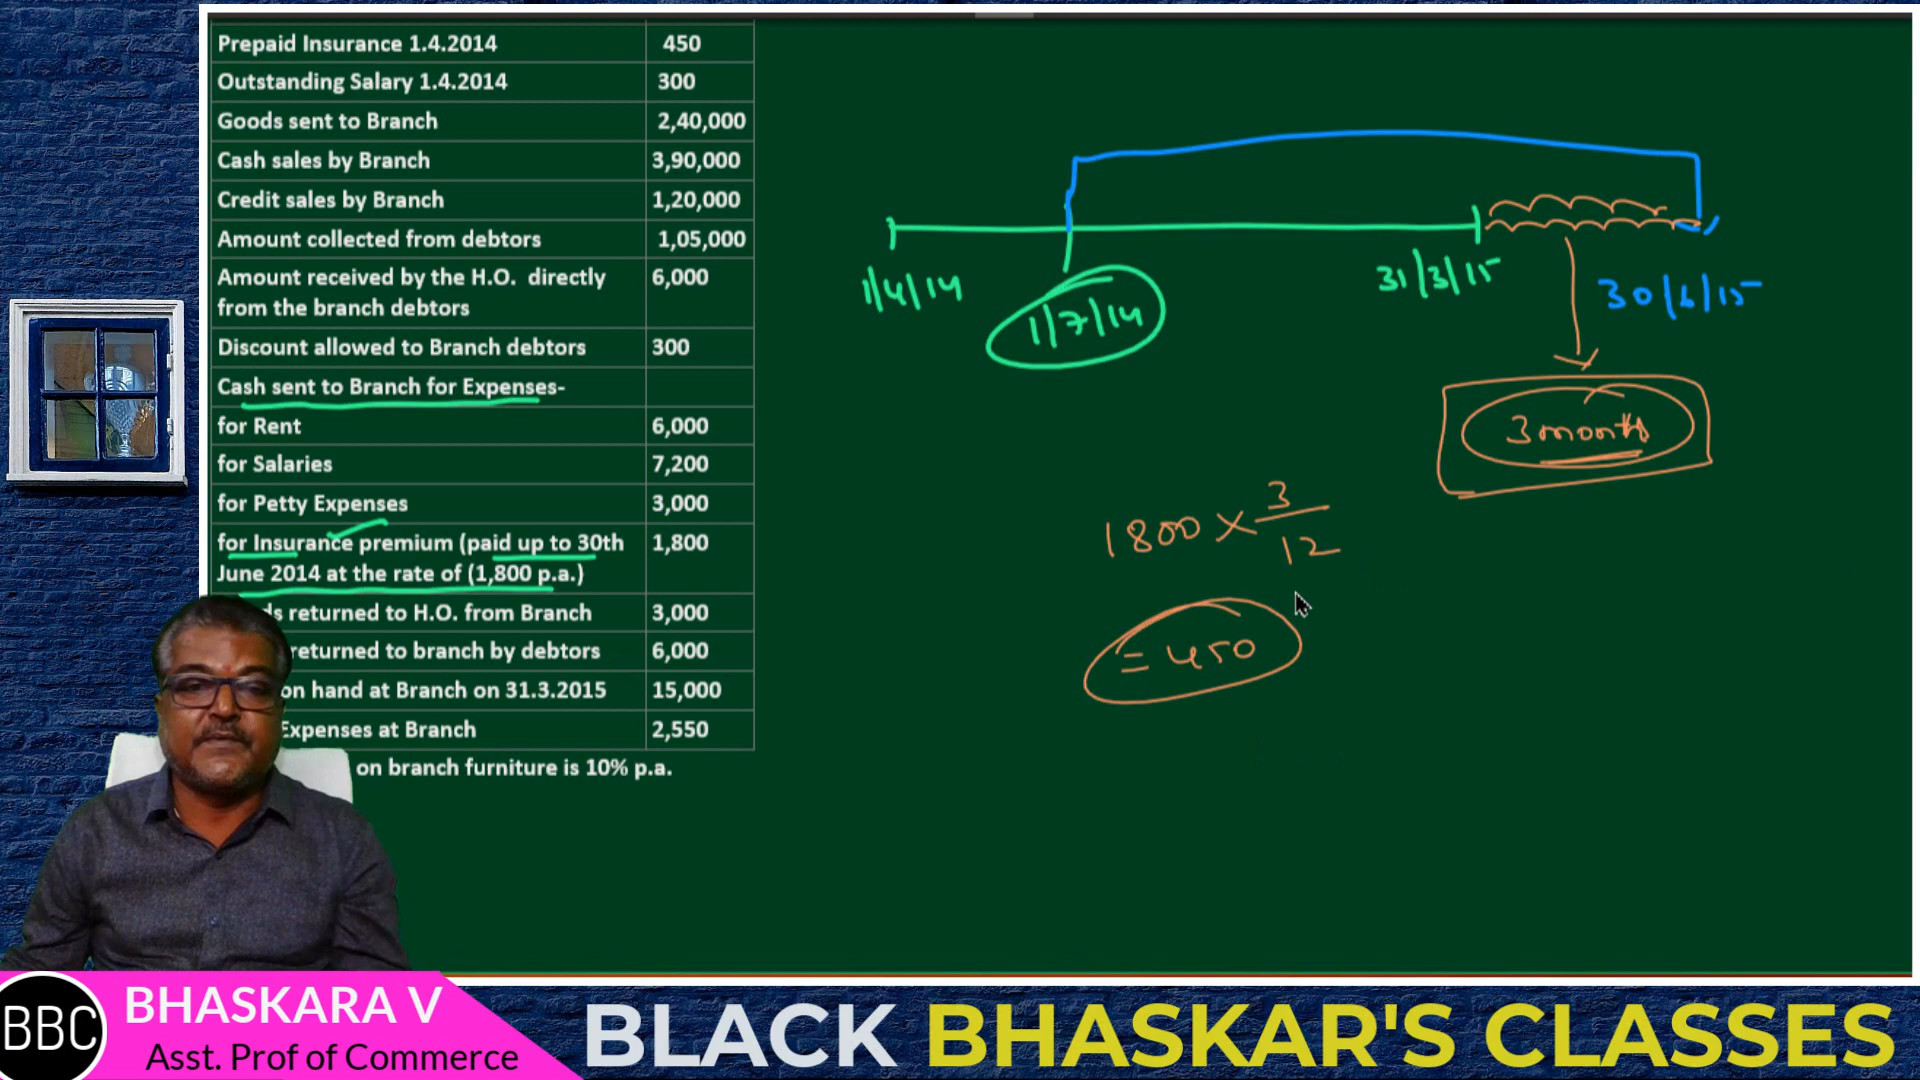 Prepaid Insurance 1.4.2014 450
Outstanding Salary 1.4.2014 300
Goods sent to Branch 2,40,000
Cash sales by Branch 3,90,000
Credit sales by Branch 1,20,000
Amount collected from debtors 1,05,000
Amount received by the H.O. directly 6,000
from the branch debtors
Discount allowed to Branch debtors 300
Cash sent to Branch for Expenses-
for Rent 6,000
for Salaries 7,200
for Petty Expenses 3,000
for Insurance premium (paid up to 30th 1,800
June 2014 at the rate of (1,800 p.a.)
returned to H.O. from Branch 3,000
returned to branch by debtors 6,000
on hand at Branch on 31.3.2015 15,000
Expenses at Branch 2,550
on branch furniture is 10% p.a.
1/4/14
1/7/14
31/3/15
30/6/15
3 months
1800 × 3/12
= 450
BBC
BHASKARA V
Asst. Prof of Commerce
BLACK BHASKAR'S CLASSES